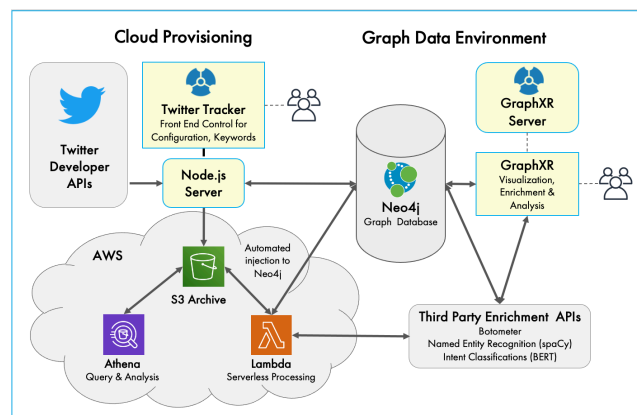 Cloud Provisioning
Graph Data Environment
Twitter
Developer
APIs
Twitter Tracker
Front End Control for
Configuration, Keywords
Node.js
Server
Neo4j
Graph Database
GraphXR
Server
GraphXR
Visualization,
Enrichment &
Analysis
AWS
Automated
injection to
Neo4j
S3 Archive
Athena
Query & Analysis
Lambda
Serverless Processing
Third Party Enrichment APIs
Botometer
Named Entity Recognition (spaCy)
Intent Classifications (BERT)